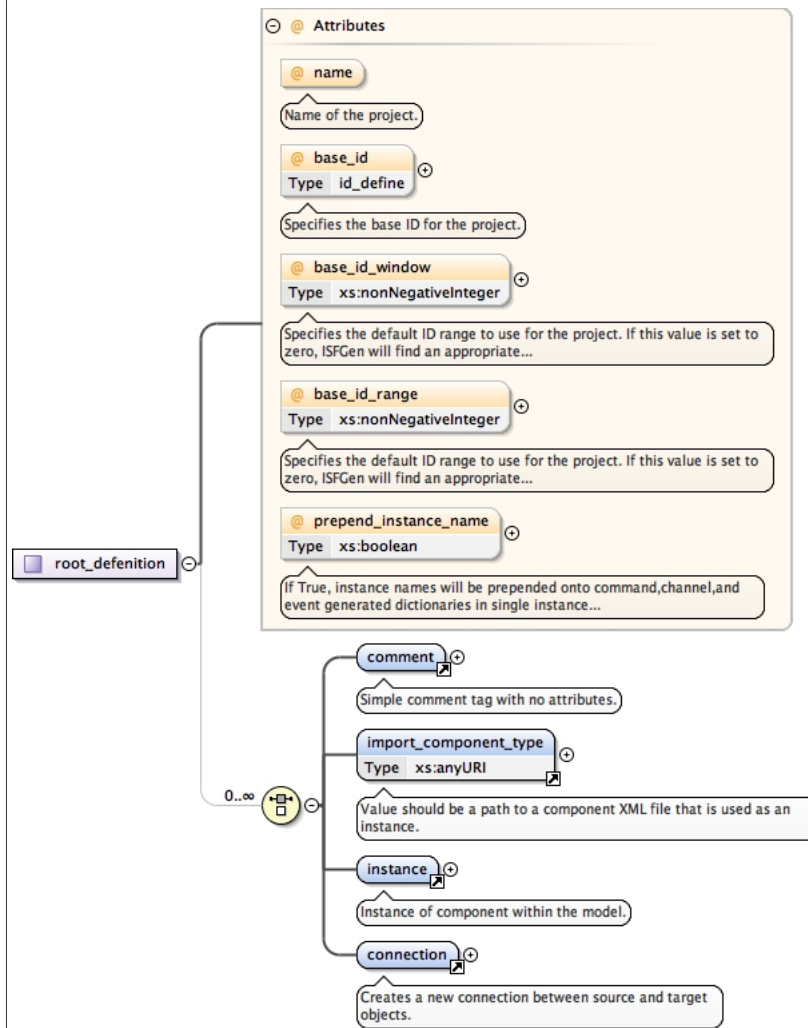 @ Attributes
@ name
Name of the project.
@ base_id
Type id_define
Specifies the base ID for the project.
@ base_id_window
Type xs:nonNegativeInteger
Specifies the default ID range to use for the project. If this value is set to
zero, ISFGen will find an appropriate...
@ base_id_range
Type xs:nonNegativeInteger
Specifies the default ID range to use for the project. If this value is set to
zero, ISFGen will find an appropriate...
@ prepend_instance_name
Type xs:boolean
root_defenition
If True, instance names will be prepended onto command,channel,and
event generated dictionaries in single instance...
comment
Simple comment tag with no attributes.
import_component_type
Type xs:anyURI
0..∞
Value should be a path to a component XML file that is used as an
instance.
instance
Instance of component within the model.
connection
Creates a new connection between source and target
objects.